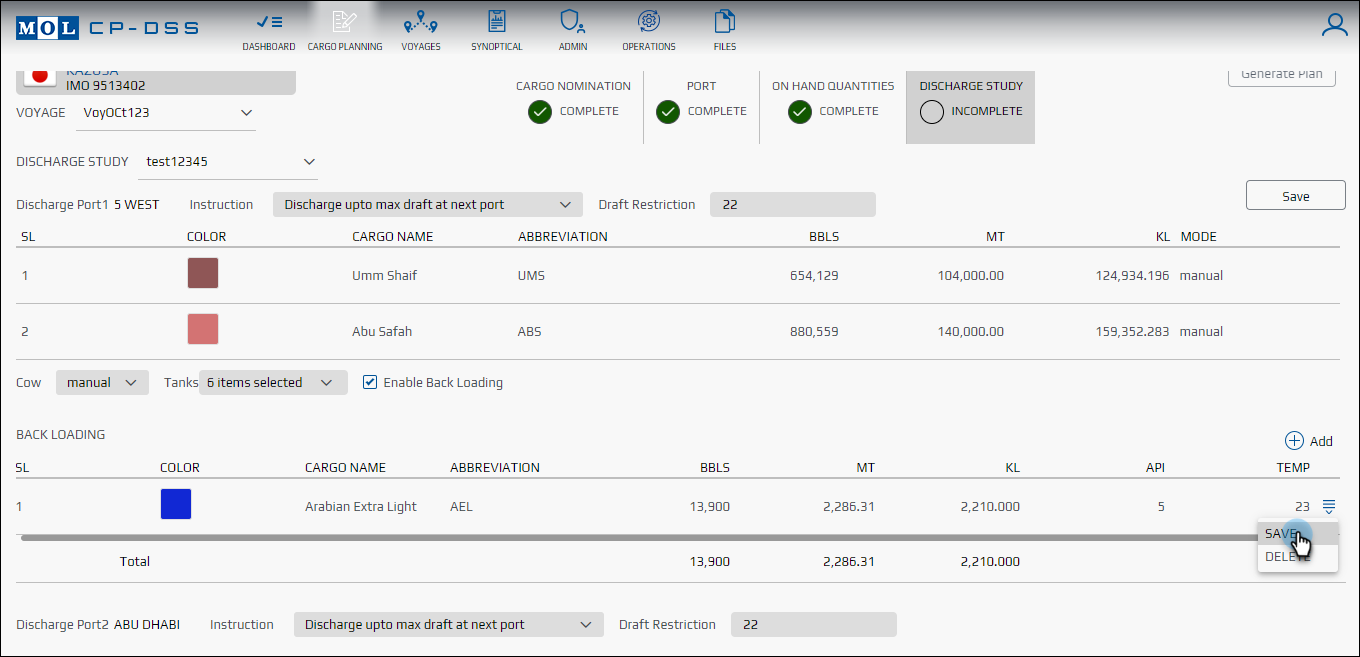 MOL CP-DSS
DASHBOARD CARGO PLANNING VOYAGES SYNOPTICAL ADMIN OPERATIONS FILES
KAZUSA
IMO 9513402
CARGO NOMINATION PORT ON HAND QUANTITIES DISCHARGE STUDY
COMPLETE COMPLETE COMPLETE INCOMPLETE
Generate Plan
VOYAGE VoyOCt123
DISCHARGE STUDY test12345
Discharge Port1 5 WEST Instruction Discharge upto max draft at next port Draft Restriction 22
Save
SL COLOR CARGO NAME ABBREVIATION BBLS MT KL MODE
1 Umm Shaif UMS 654,129 104,000.00 124,934.196 manual
2 Abu Safah ABS 880,559 140,000.00 159,352.283 manual
Cow manual Tanks 6 items selected Enable Back Loading
BACK LOADING
Add
SL COLOR CARGO NAME ABBREVIATION BBLS MT KL API TEMP
1 Arabian Extra Light AEL 13,900 2,286.31 2,210.000 5 23
SAVE
DELETE
Total 13,900 2,286.31 2,210.000
Discharge Port2 ABU DHABI Instruction Discharge upto max draft at next port Draft Restriction 22